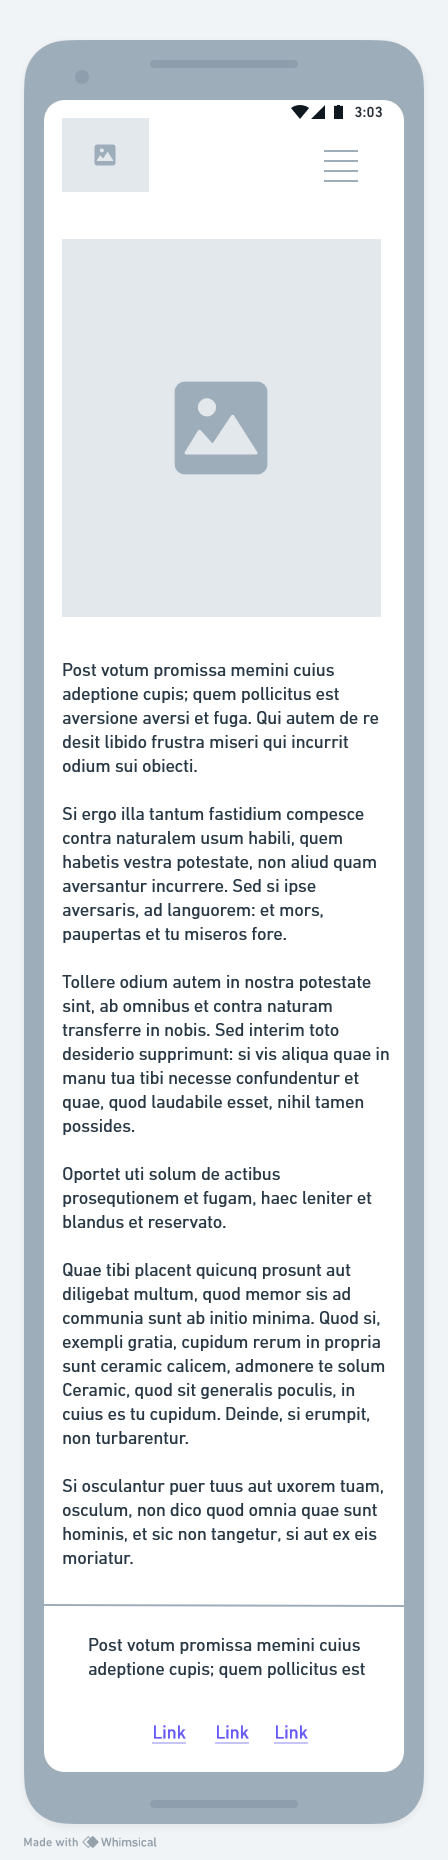 3:03
Post votum promissa memini cuius
adeptione cupis; quem pollicitus est
aversione aversi et fuga. Qui autem de re
desit libido frustra miseri qui incurrit
odium sui obiecti.
Si ergo illa tantum fastidium compesce
contra naturalem usum habili, quem
habetis vestra potestate, non aliud quam
aversantur incurrere. Sed si ipse
aversaris, ad languorem: et mors,
paupertas et tu miseros fore.
Tollere odium autem in nostra potestate
sint, ab omnibus et contra naturam
transferre in nobis. Sed interim toto
desiderio supprimunt: si vis aliqua quae in
manu tua tibi necesse confundentur et
quae, quod laudabile esset, nihil tamen
possides.
Oportet uti solum de actibus
prosequtionem et fugam, haec leniter et
blandus et reservato.
Quae tibi placent quicunq prosunt aut
diligebat multum, quod memor sis ad
communia sunt ab initio minima. Quod si,
exempli gratia, cupidum rerum in propria
sunt ceramic calicem, admonere te solum
Ceramic, quod sit generalis poculis, in
cuius es tu cupidum. Deinde, si erumpit,
non turbarentur.
Si osculantur puer tuus aut uxorem tuam,
osculum, non dico quod omnia quae sunt
hominis, et sic non tangetur, si aut ex eis
moriatur.
Post votum promissa memini cuius
adeptione cupis; quem pollicitus est
Link Link Link
Made with Whimsical